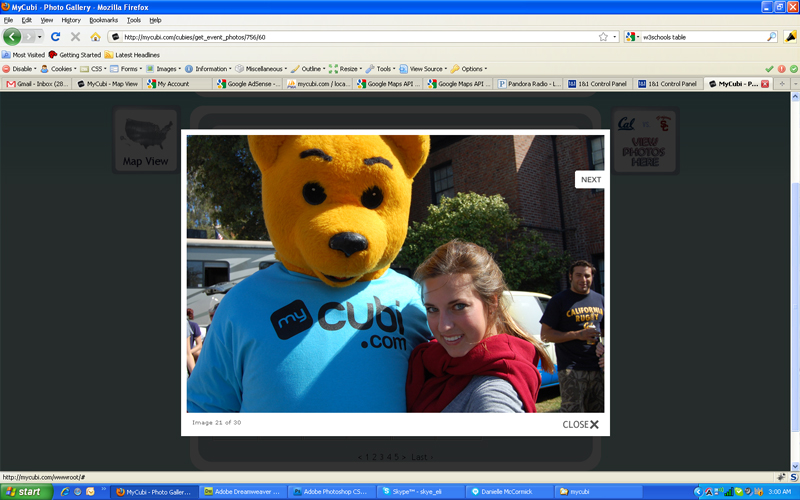 MyCubi - Photo Gallery - Mozilla Firefox
File Edit View History Bookmarks Tools Help
http://mycubi.com/cubies/get_event_photos/756/60
w3schools table
Most Visited Getting Started Latest Headlines
Disable Cookies CSS Forms Images Information Miscellaneous Outline Resize Tools View Source Options
Gmail - Inbox (28... MyCubi - Map View My Account Google AdSense -... mycubi.com / loca... Google Maps API ... Google Maps API ... Pandora Radio - L... 1&1 Control Panel 1&1 Control Panel MyCubi - P...
Map View
Cal
SC
VIEW
PHOTOS
HERE
NEXT
my cubi
.com
CALIFORNIA
RUGBY
Image 21 of 30
CLOSE X
< 1 2 3 4 5 > Last ›
http://mycubi.com/wwwroot/#
start MyCubi - Photo Galler... Adobe Dreamweaver ... Adobe Photoshop CS... Skype™ - skye_eli Danielle McCormick mycubi 3:00 AM